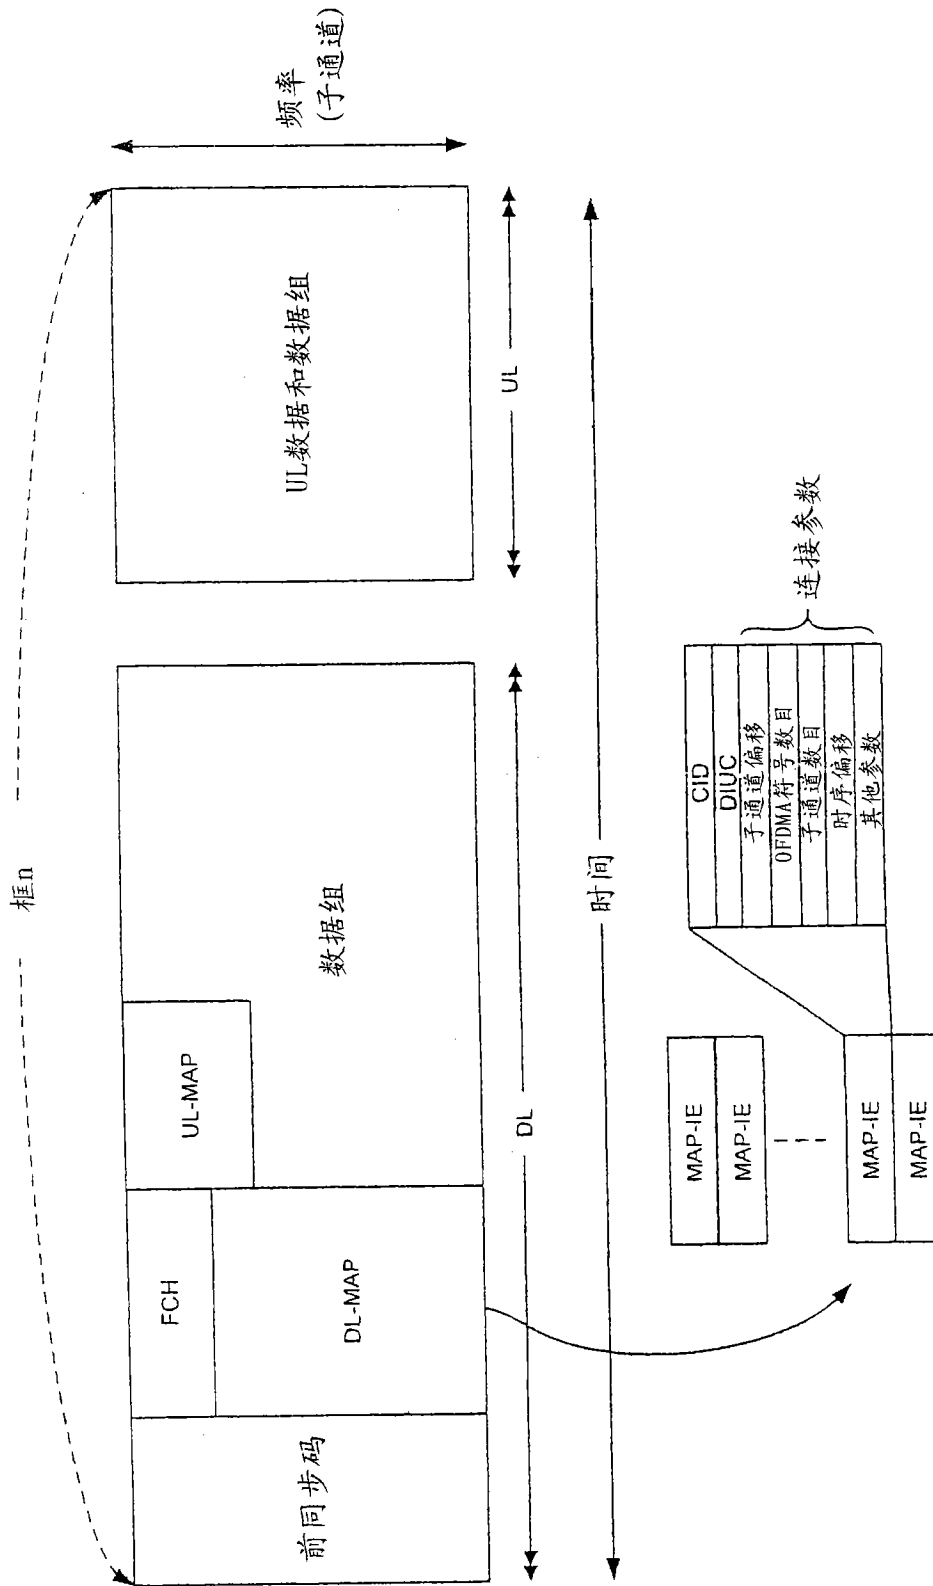 框n
频率
(子通道)
前同步码
FCH
DL-MAP
UL-MAP
数据组
UL数据和数据组
DL
UL
时间
MAP-IE
MAP-IE
MAP-IE
MAP-IE
CID
DIUC
子通道偏移
OFDMA符号数目
子通道数目
时序偏移
其他参数
连接参数